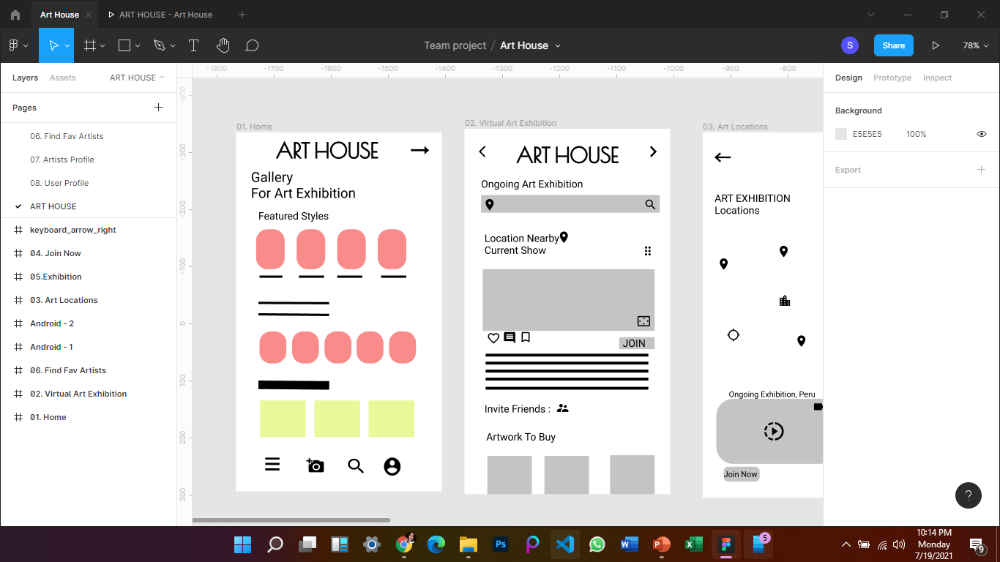 Art House
ART HOUSE - Art House
Team project / Art House
S
Share
78%
Layers
Assets
ART HOUSE
Pages
06. Find Fav Artists
07. Artists Profile
08. User Profile
ART HOUSE
keyboard_arrow_right
04. Join Now
05.Exhibition
03. Art Locations
Android - 2
Android - 1
06. Find Fav Artists
02. Virtual Art Exhibition
01. Home
-1800 -1700 -1600 -1500 -1400 -1300 -1200 -1100 -1000 -900 -800
-400
-300
-200
-100
0
100
200
300
01. Home
ART HOUSE
Gallery
For Art Exhibition
Featured Styles
02. Virtual Art Exhibition
ART HOUSE
Ongoing Art Exhibition
Location Nearby
Current Show
JOIN
Invite Friends :
Artwork To Buy
03. Art Locations
ART EXHIBITION
Locations
Ongoing Exhibition, Peru
Join Now
Design
Prototype
Inspect
Background
E5E5E5
100%
Export
?
Ps
W
P
X
5
10:14 PM
Monday
7/19/2021
9